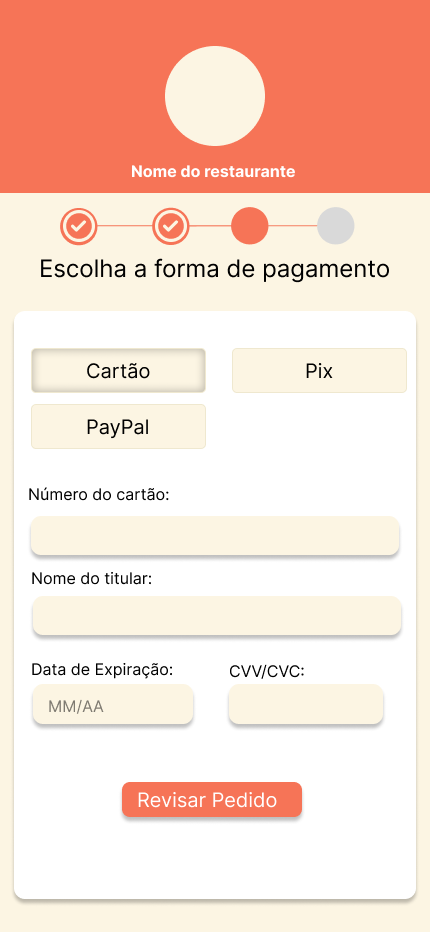 Nome do restaurante
Escolha a forma de pagamento
Cartão
Pix
PayPal
Número do cartão:
Nome do titular:
Data de Expiração:
CVV/CVC:
MM/AA
Revisar Pedido